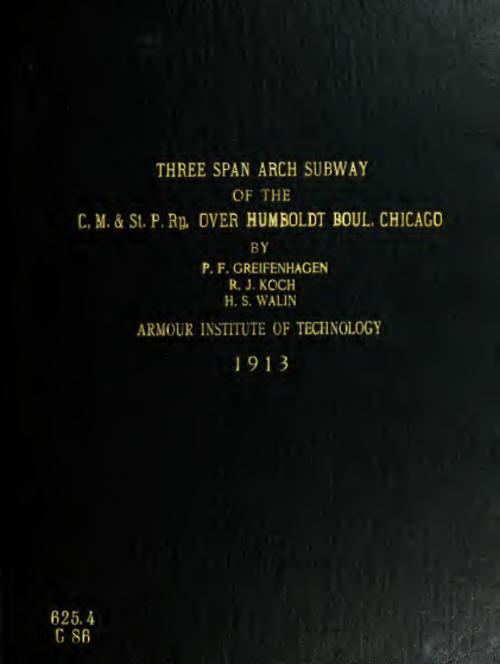 THREE SPAN ARCH SUBWAY
OF THE
C. M. & St. P. Ry. OVER HUMBOLDT BOUL. CHICAGO
BY
P. F. GREIFENHAGEN
R. J. KOCH
H. S. WALIN
ARMOUR INSTITUTE OF TECHNOLOGY
1913
625.4
G 86